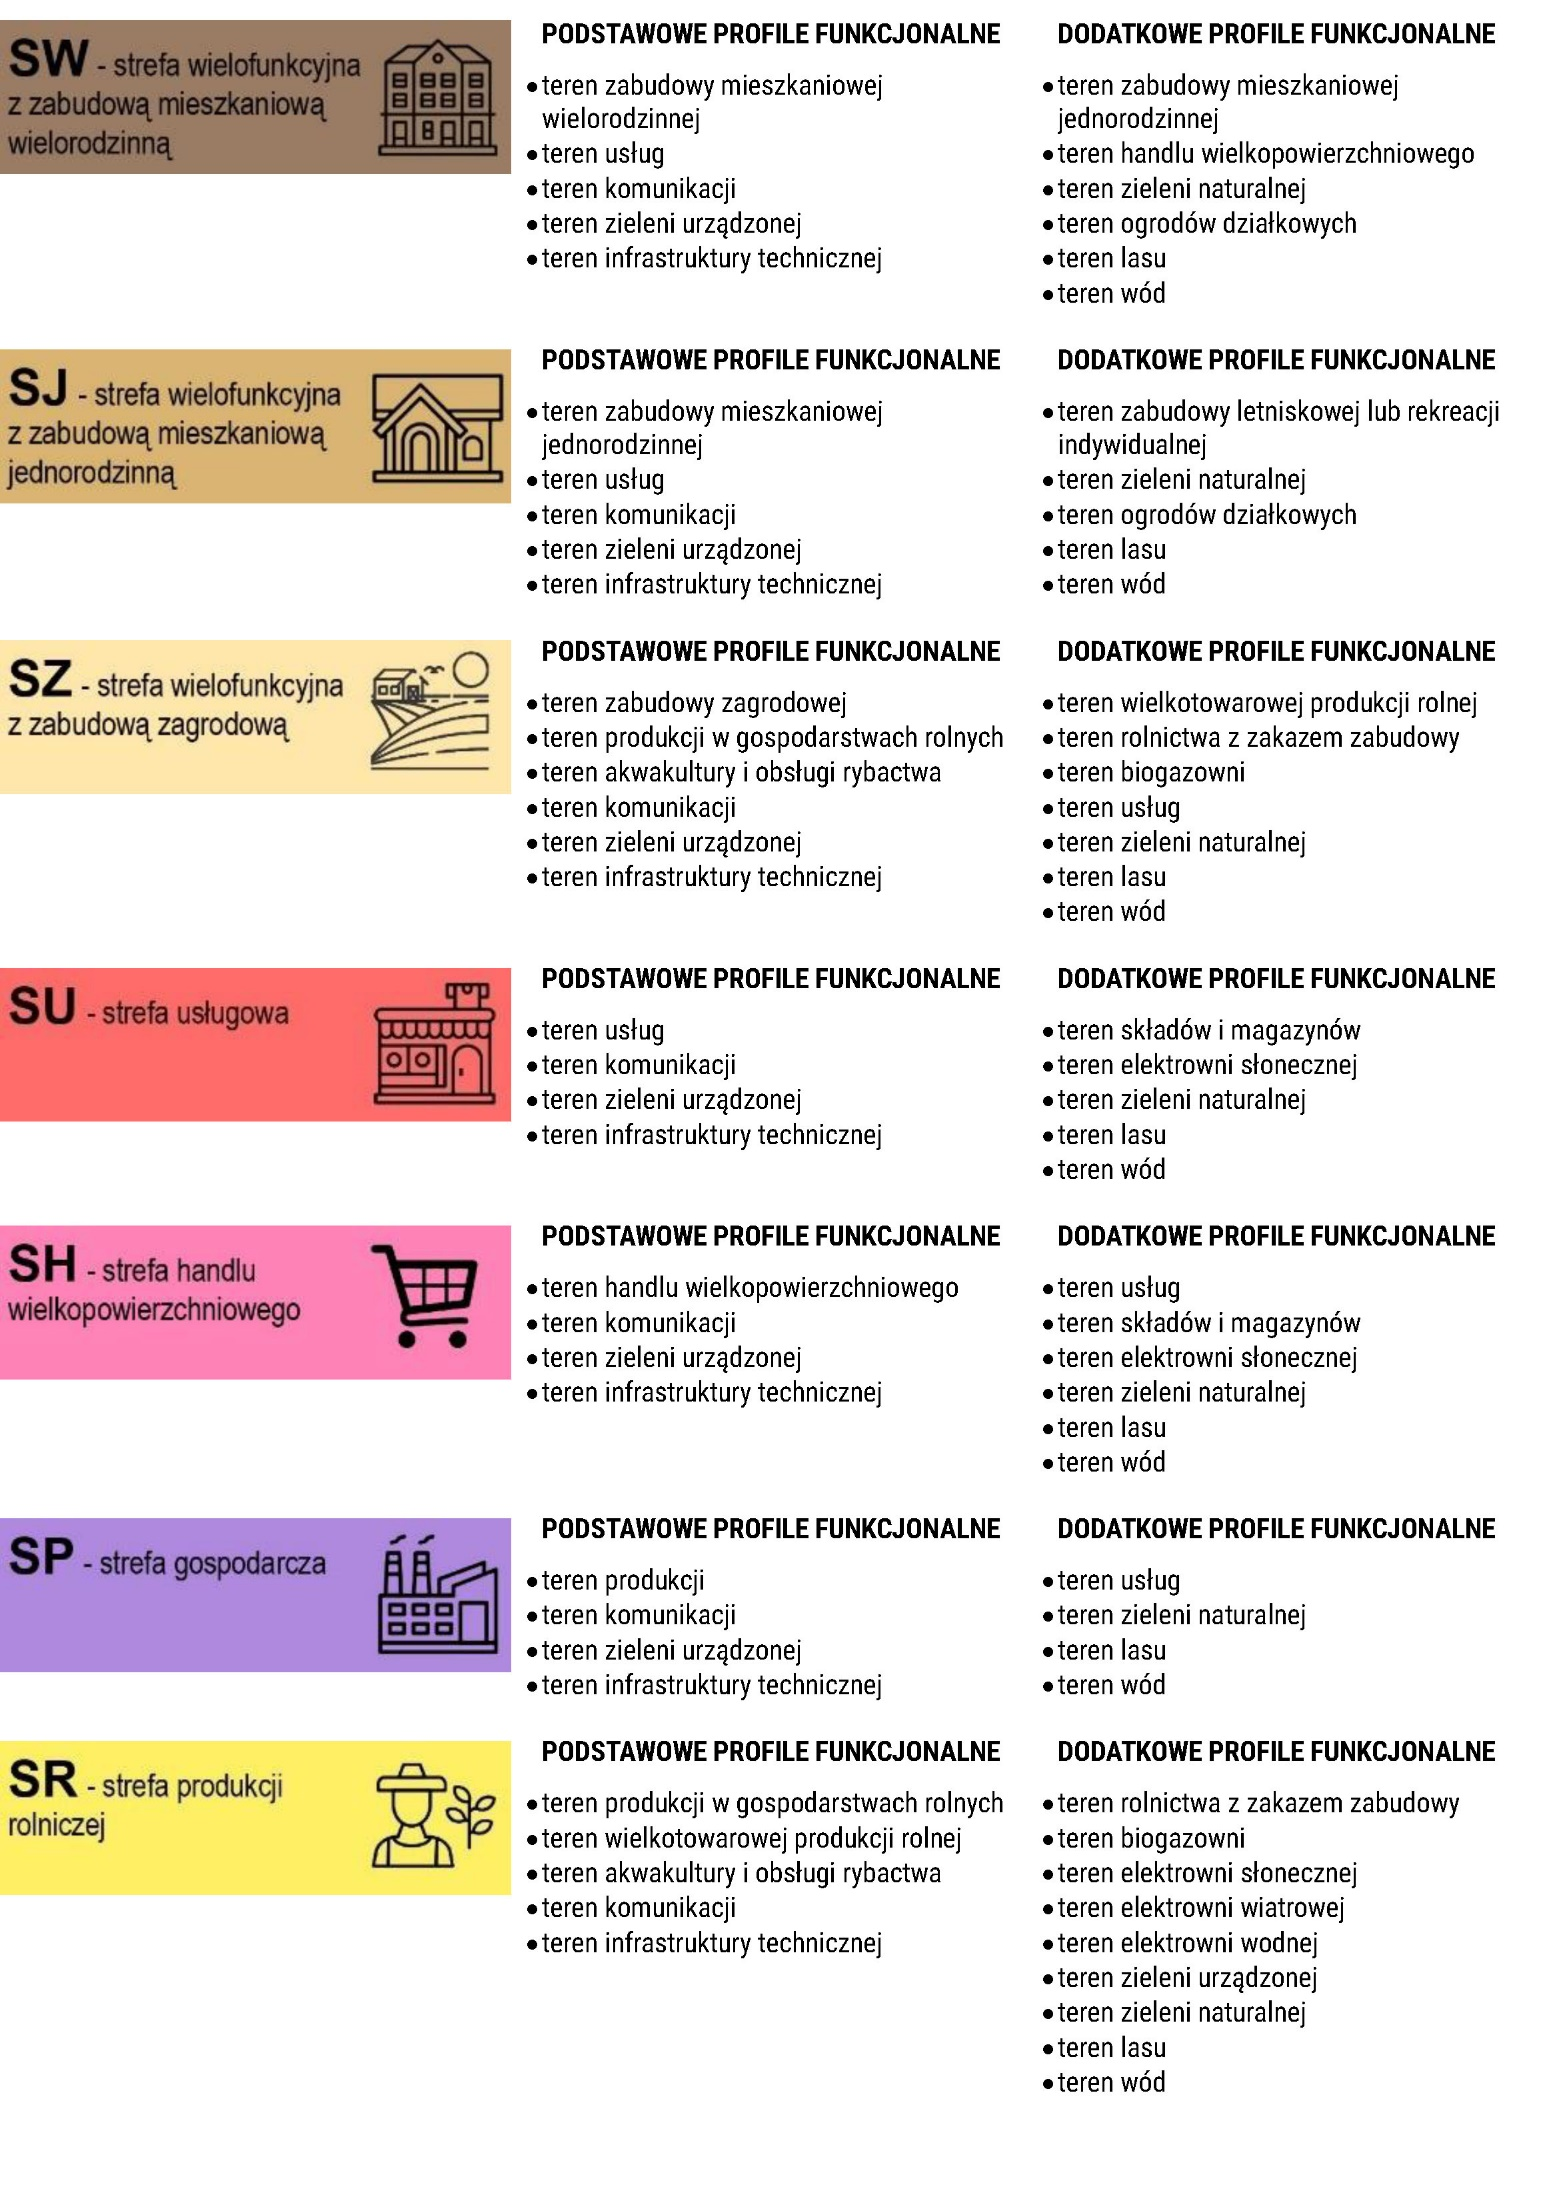 SW - strefa wielofunkcyjna
z zabudową mieszkaniową
wielorodzinną
PODSTAWOWE PROFILE FUNKCJONALNE
•teren zabudowy mieszkaniowej
wielorodzinnej
•teren usług
•teren komunikacji
•teren zieleni urządzonej
•teren infrastruktury technicznej
DODATKOWE PROFILE FUNKCJONALNE
•teren zabudowy mieszkaniowej
jednorodzinnej
•teren handlu wielkopowierzchniowego
•teren zieleni naturalnej
•teren ogrodów działkowych
•teren lasu
•teren wód
SJ - strefa wielofunkcyjna
z zabudową mieszkaniową
jednorodzinną
PODSTAWOWE PROFILE FUNKCJONALNE
•teren zabudowy mieszkaniowej
jednorodzinnej
•teren usług
•teren komunikacji
•teren zieleni urządzonej
•teren infrastruktury technicznej
DODATKOWE PROFILE FUNKCJONALNE
•teren zabudowy letniskowej lub rekreacji
indywidualnej
•teren zieleni naturalnej
•teren ogrodów działkowych
•teren lasu
•teren wód
SZ - strefa wielofunkcyjna
z zabudową zagrodową
PODSTAWOWE PROFILE FUNKCJONALNE
•teren zabudowy zagrodowej
•teren produkcji w gospodarstwach rolnych
•teren akwakultury i obsługi rybactwa
•teren komunikacji
•teren zieleni urządzonej
•teren infrastruktury technicznej
DODATKOWE PROFILE FUNKCJONALNE
•teren wielkotowarowej produkcji rolnej
•teren rolnictwa z zakazem zabudowy
•teren biogazowni
•teren usług
•teren zieleni naturalnej
•teren lasu
•teren wód
SU - strefa usługowa
PODSTAWOWE PROFILE FUNKCJONALNE
•teren usług
•teren komunikacji
•teren zieleni urządzonej
•teren infrastruktury technicznej
DODATKOWE PROFILE FUNKCJONALNE
•teren składów i magazynów
•teren elektrowni słonecznej
•teren zieleni naturalnej
•teren lasu
•teren wód
SH - strefa handlu
wielkopowierzchniowego
PODSTAWOWE PROFILE FUNKCJONALNE
•teren handlu wielkopowierzchniowego
•teren komunikacji
•teren zieleni urządzonej
•teren infrastruktury technicznej
DODATKOWE PROFILE FUNKCJONALNE
•teren usług
•teren składów i magazynów
•teren elektrowni słonecznej
•teren zieleni naturalnej
•teren lasu
•teren wód
SP - strefa gospodarcza
PODSTAWOWE PROFILE FUNKCJONALNE
•teren produkcji
•teren komunikacji
•teren zieleni urządzonej
•teren infrastruktury technicznej
DODATKOWE PROFILE FUNKCJONALNE
•teren usług
•teren zieleni naturalnej
•teren lasu
•teren wód
SR - strefa produkcji
rolniczej
PODSTAWOWE PROFILE FUNKCJONALNE
•teren produkcji w gospodarstwach rolnych
•teren wielkotowarowej produkcji rolnej
•teren akwakultury i obsługi rybactwa
•teren komunikacji
•teren infrastruktury technicznej
DODATKOWE PROFILE FUNKCJONALNE
•teren rolnictwa z zakazem zabudowy
•teren biogazowni
•teren elektrowni słonecznej
•teren elektrowni wiatrowej
•teren elektrowni wodnej
•teren zieleni urządzonej
•teren zieleni naturalnej
•teren lasu
•teren wód